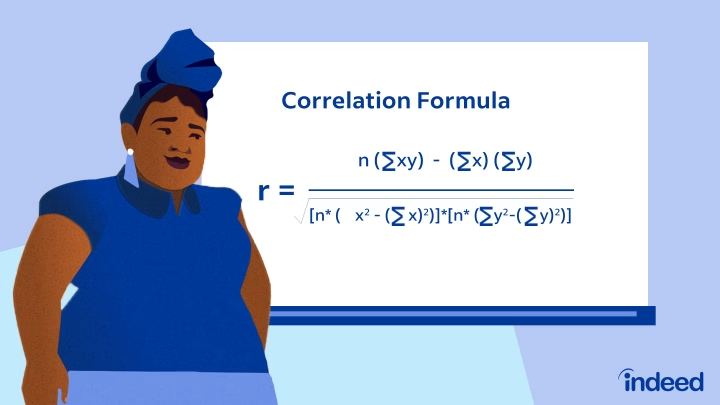 Correlation Formula
n (∑xy) - (∑x) (∑y)
r =
√[n* (   x² - (∑ x)²)]*[n* (∑y²-(∑ y)²)]
indeed